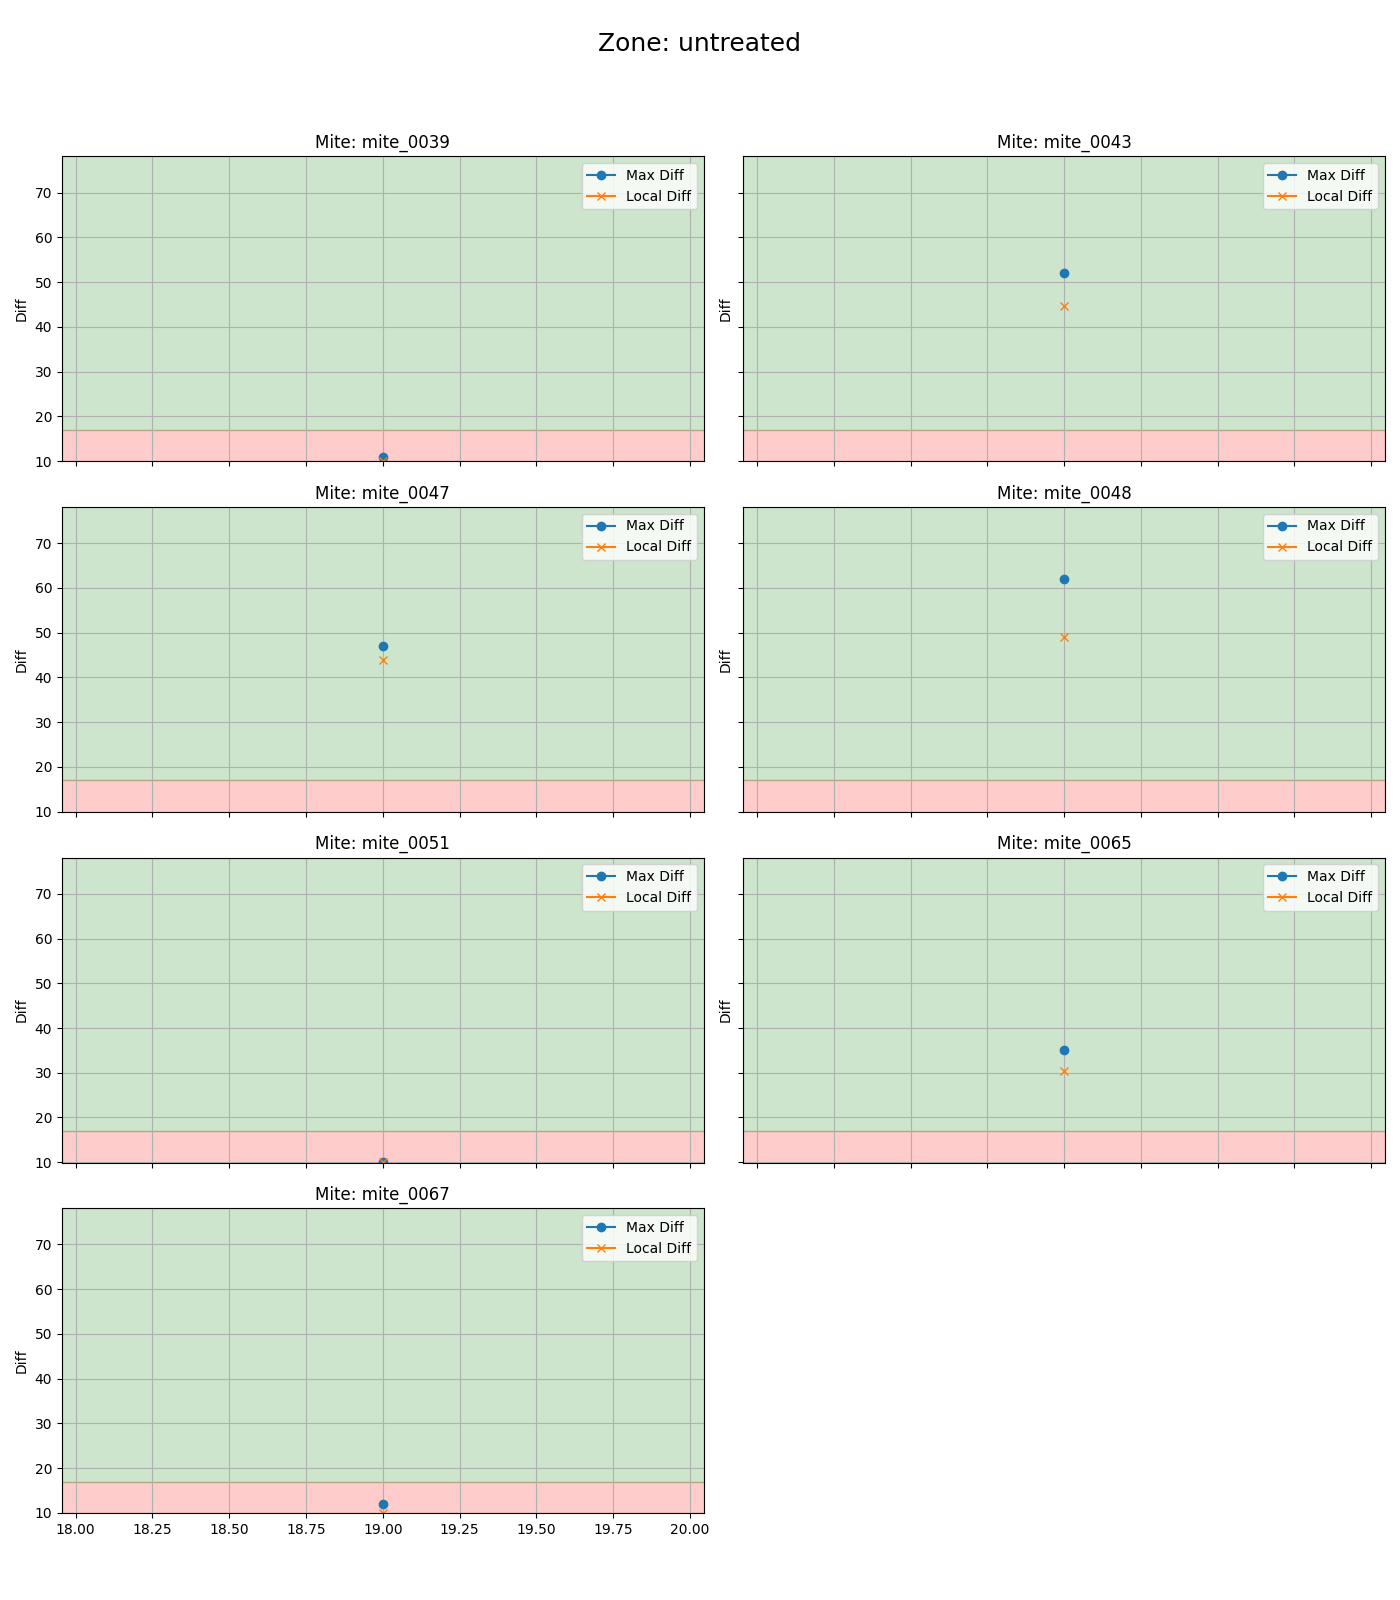 Zone: untreated
Mite: mite_0039
Diff
70
60
50
40
30
20
10
Max Diff
Local Diff
Mite: mite_0043
Diff
Max Diff
Local Diff
Mite: mite_0047
Diff
70
60
50
40
30
20
10
Max Diff
Local Diff
Mite: mite_0048
Diff
Max Diff
Local Diff
Mite: mite_0051
Diff
70
60
50
40
30
20
10
Max Diff
Local Diff
Mite: mite_0065
Diff
Max Diff
Local Diff
Mite: mite_0067
Diff
70
60
50
40
30
20
10
Max Diff
Local Diff
18.00 18.25 18.50 18.75 19.00 19.25 19.50 19.75 20.00